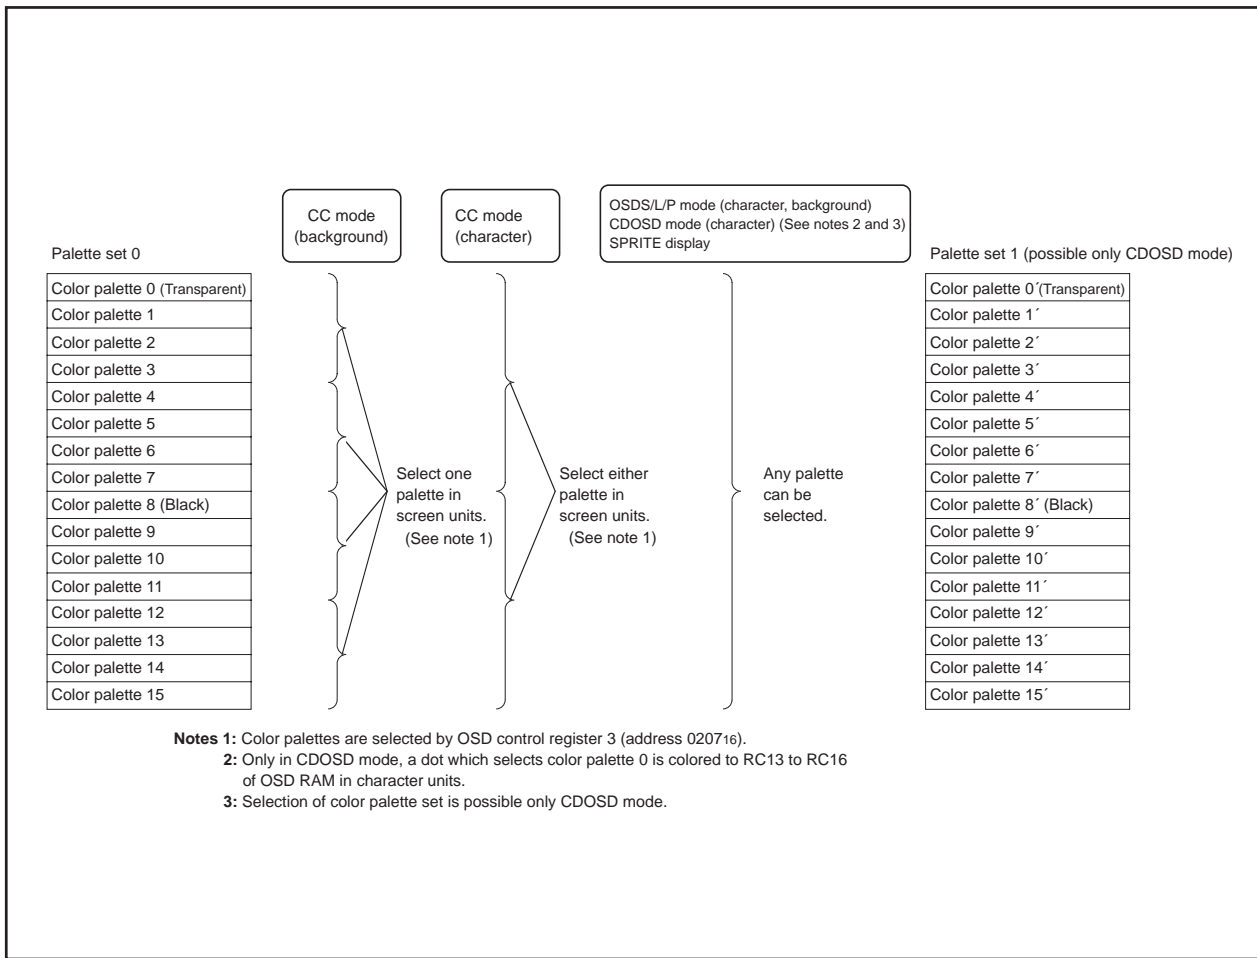 CC mode
(background)
CC mode
(character)
OSDS/L/P mode (character, background)
CDOSD mode (character) (See notes 2 and 3)
SPRITE display
Palette set 0
Color palette 0 (Transparent)
Color palette 1
Color palette 2
Color palette 3
Color palette 4
Color palette 5
Color palette 6
Color palette 7
Color palette 8 (Black)
Color palette 9
Color palette 10
Color palette 11
Color palette 12
Color palette 13
Color palette 14
Color palette 15
Select one
palette in
screen units.
(See note 1)
Select either
palette in
screen units.
(See note 1)
Any palette
can be
selected.
Palette set 1 (possible only CDOSD mode)
Color palette 0´(Transparent)
Color palette 1´
Color palette 2´
Color palette 3´
Color palette 4´
Color palette 5´
Color palette 6´
Color palette 7´
Color palette 8´ (Black)
Color palette 9´
Color palette 10´
Color palette 11´
Color palette 12´
Color palette 13´
Color palette 14´
Color palette 15´
Notes 1: Color palettes are selected by OSD control register 3 (address 020716).
2: Only in CDOSD mode, a dot which selects color palette 0 is colored to RC13 to RC16
of OSD RAM in character units.
3: Selection of color palette set is possible only CDOSD mode.